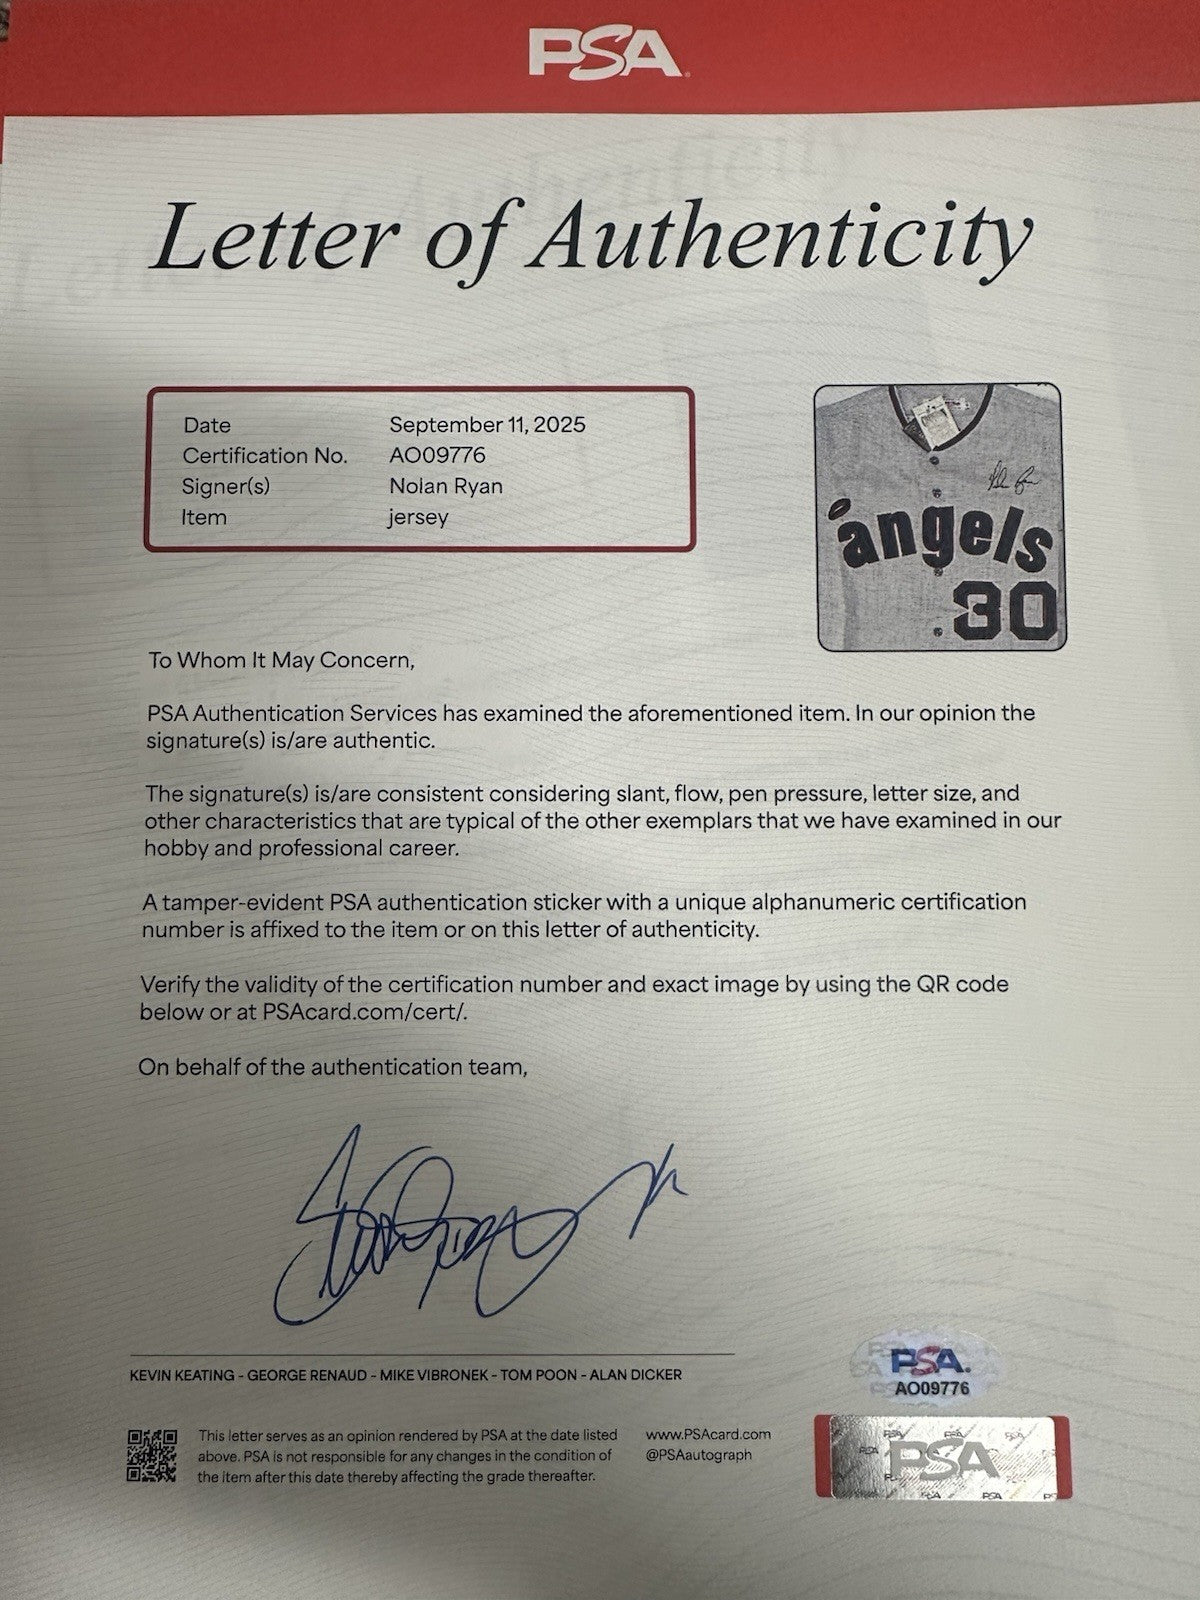 PSA
Letter of Authenticity
Date September 11, 2025
Certification No. AO09776
Signer(s) Nolan Ryan
Item jersey
angels
30
To Whom It May Concern,
PSA Authentication Services has examined the aforementioned item. In our opinion the
signature(s) is/are authentic.
The signature(s) is/are consistent considering slant, flow, pen pressure, letter size, and
other characteristics that are typical of the other exemplars that we have examined in our
hobby and professional career.
A tamper-evident PSA authentication sticker with a unique alphanumeric certification
number is affixed to the item or on this letter of authenticity.
Verify the validity of the certification number and exact image by using the QR code
below or at PSAcard.com/cert/.
On behalf of the authentication team,
KEVIN KEATING - GEORGE RENAUD - MIKE VIBRONEK - TOM POON - ALAN DICKER
PSA.
AO09776
This letter serves as an opinion rendered by PSA at the date listed
above. PSA is not responsible for any changes in the condition of
the item after this date thereby affecting the grade thereafter.
www.PSAcard.com
@PSAautograph
PSA